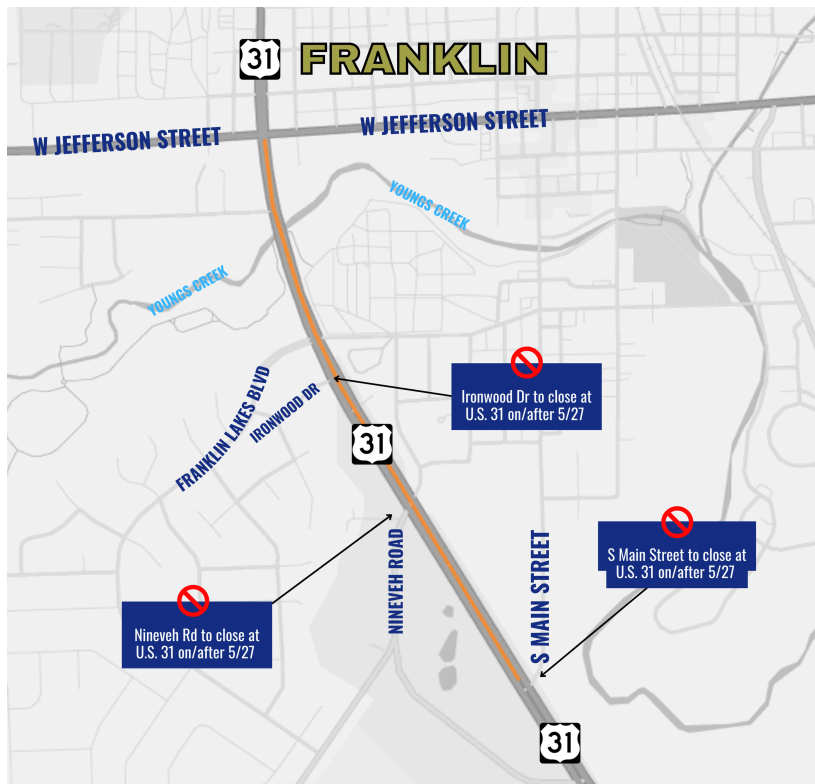 31
FRANKLIN
W JEFFERSON STREET
W JEFFERSON STREET
YOUNGS CREEK
YOUNGS CREEK
FRANKLIN LAKES BLVD
IRONWOOD DR
Ironwood Dr to close at
U.S. 31 on/after 5/27
31
NINEVEH ROAD
S MAIN STREET
S Main Street to close at
U.S. 31 on/after 5/27
Nineveh Rd to close at
U.S. 31 on/after 5/27
31